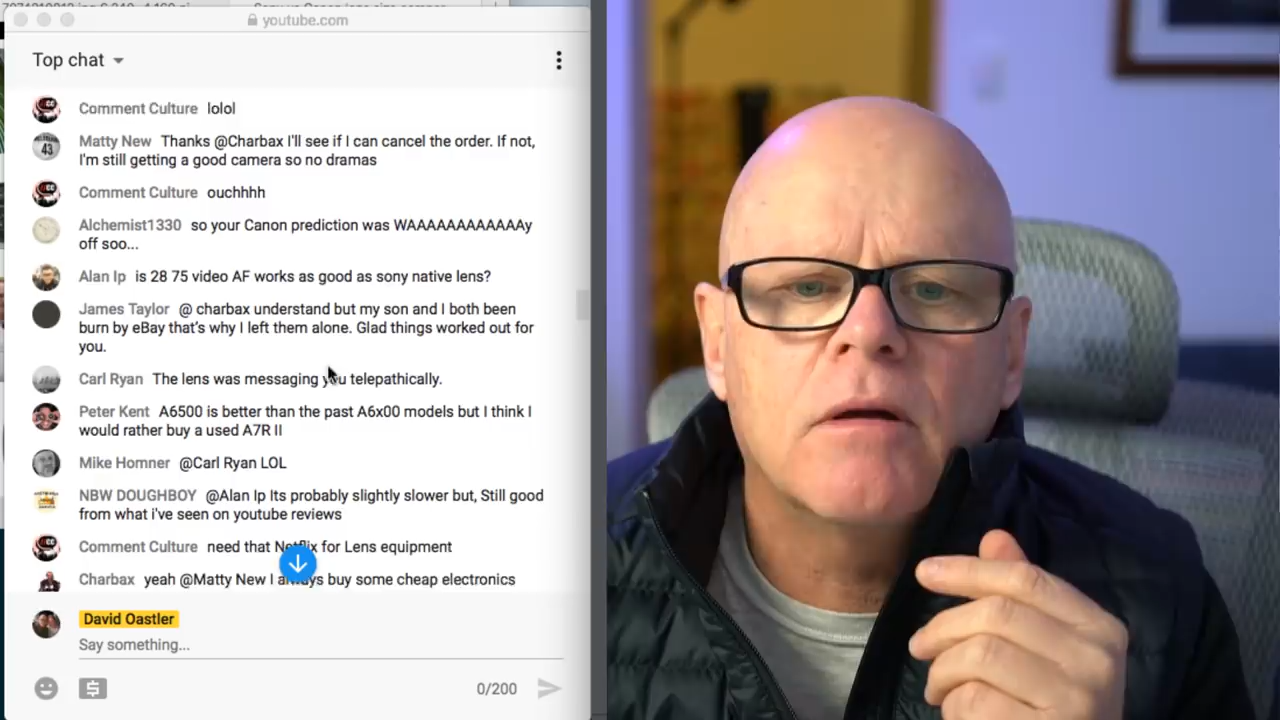 youtube.com
Top chat
Comment Culture lolol
Matty New Thanks @Charbax I'll see if I can cancel the order. If not,
I'm still getting a good camera so no dramas
Comment Culture ouchhhh
Alchemist1330 so your Canon prediction was WAAAAAAAAAAAAy
off soo...
Alan Ip is 28 75 video AF works as good as sony native lens?
James Taylor @ charbax understand but my son and I both been
burn by eBay that's why I left them alone. Glad things worked out for
you.
Carl Ryan The lens was messaging you telepathically.
Peter Kent A6500 is better than the past A6x00 models but I think I
would rather buy a used A7R II
Mike Homner @Carl Ryan LOL
NBW DOUGHBOY @Alan Ip Its probably slightly slower but, Still good
from what i've seen on youtube reviews
Comment Culture need that Netflix for Lens equipment
Charbax yeah @Matty New I always buy some cheap electronics
David Oastler
Say something...
0/200